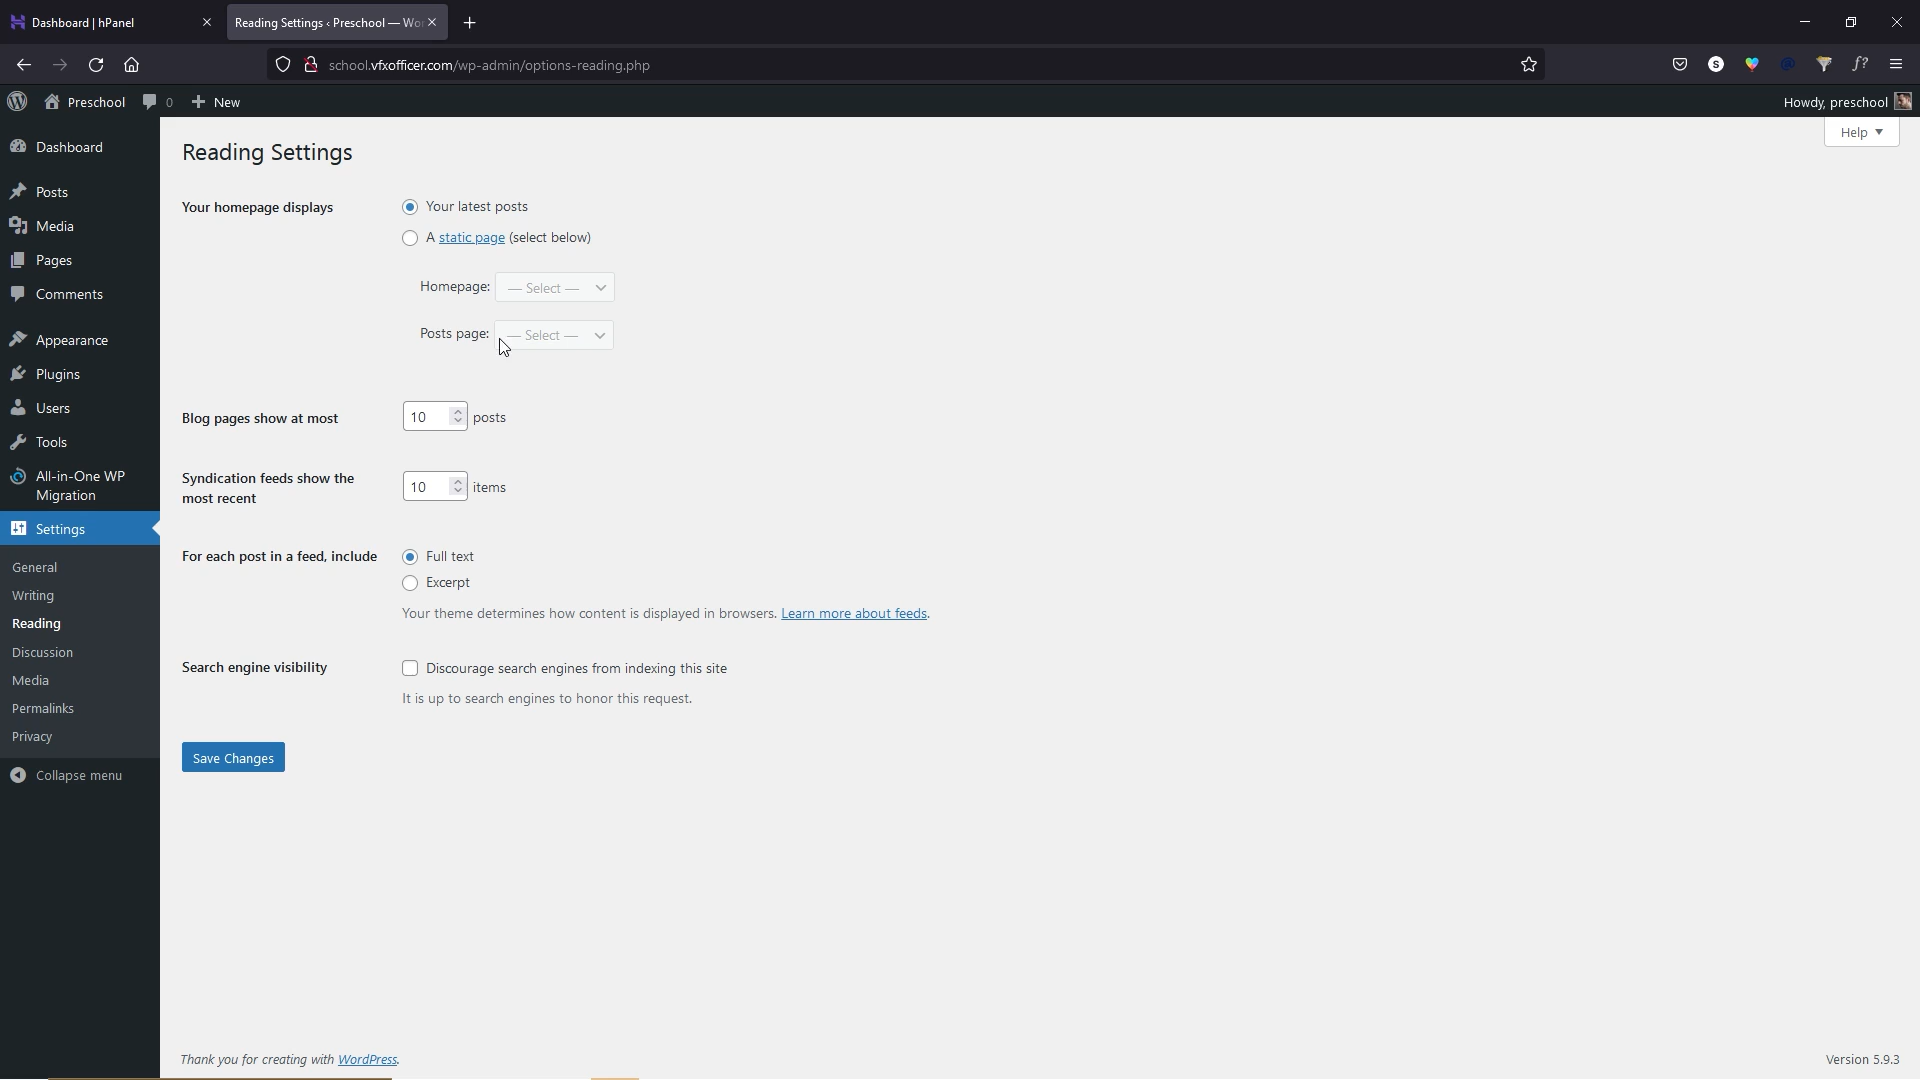 Dashboard | hPanel
Reading Settings ‹ Preschool — Wo
school.vfxofficer.com/wp-admin/options-reading.php
S
f?
Preschool
0
New
Howdy, preschool
Help
Dashboard
Posts
Media
Pages
Comments
Appearance
Plugins
Users
Tools
All-in-One WP
Migration
Settings
General
Writing
Reading
Discussion
Media
Permalinks
Privacy
Collapse menu
Reading Settings
Your homepage displays
Your latest posts
A static page (select below)
Homepage: — Select —
Posts page: — Select —
Blog pages show at most
10 posts
Syndication feeds show the
most recent
10 items
For each post in a feed, include
Full text
Excerpt
Your theme determines how content is displayed in browsers. Learn more about feeds.
Search engine visibility
Discourage search engines from indexing this site
It is up to search engines to honor this request.
Save Changes
Thank you for creating with WordPress.
Version 5.9.3